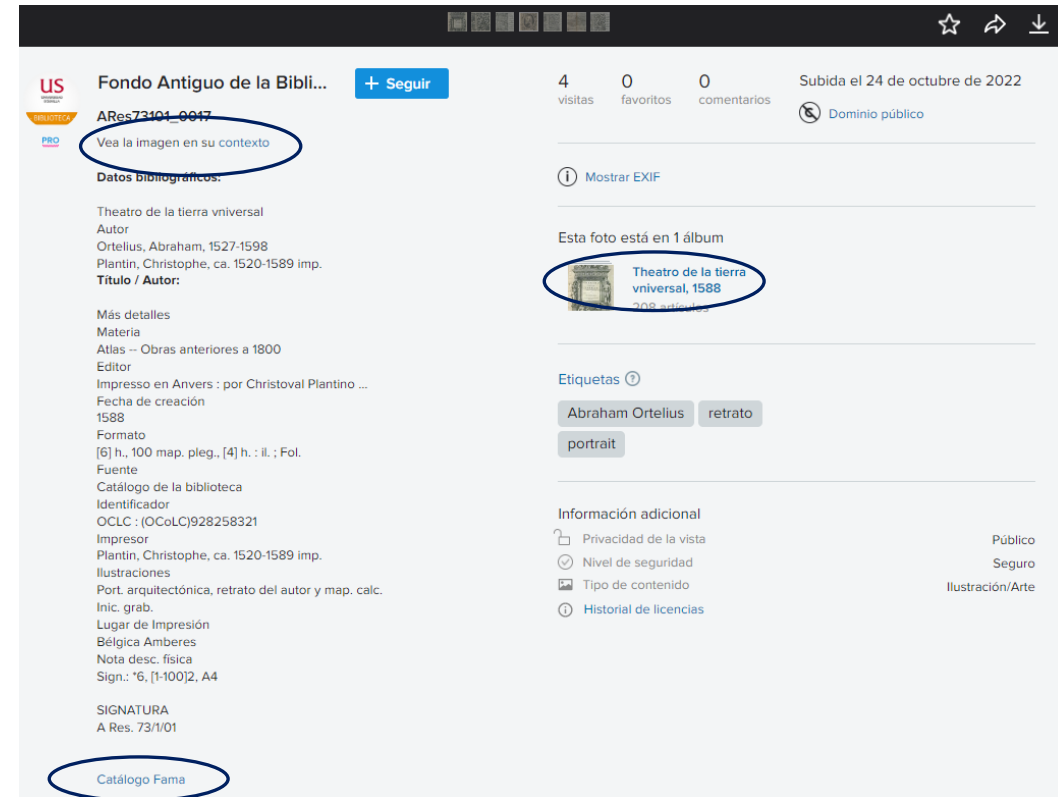 US
UNIVERSIDAD
BIBLIOTECA
PRO
Fondo Antiguo de la Bibli...
+ Seguir
ARes73101_0017
Vea la imagen en su contexto
Datos bibliográficos:
Theatro de la tierra vniversal
Autor
Ortelius, Abraham, 1527-1598
Plantin, Christophe, ca. 1520-1589 imp.
Título / Autor:
Más detalles
Materia
Atlas -- Obras anteriores a 1800
Editor
Impresso en Anvers : por Christoval Plantino ...
Fecha de creación
1588
Formato
[6] h., 100 map. pleg., [4] h. : il. ; Fol.
Fuente
Catálogo de la biblioteca
Identificador
OCLC : (OCoLC)928258321
Impresor
Plantin, Christophe, ca. 1520-1589 imp.
Ilustraciones
Port. arquitectónica, retrato del autor y map. calc.
Inic. grab.
Lugar de Impresión
Bélgica Amberes
Nota desc. física
Sign.: *6, [1-100]2, A4
SIGNATURA
A Res. 73/1/01
Catálogo Fama
4 0 0
visitas favoritos comentarios
Subida el 24 de octubre de 2022
Dominio público
Mostrar EXIF
Esta foto está en 1 álbum
Theatro de la tierra
vniversal, 1588
208 artículos
Etiquetas ?
Abraham Ortelius retrato
portrait
Información adicional
Privacidad de la vista Público
Nivel de seguridad Seguro
Tipo de contenido Ilustración/Arte
Historial de licencias